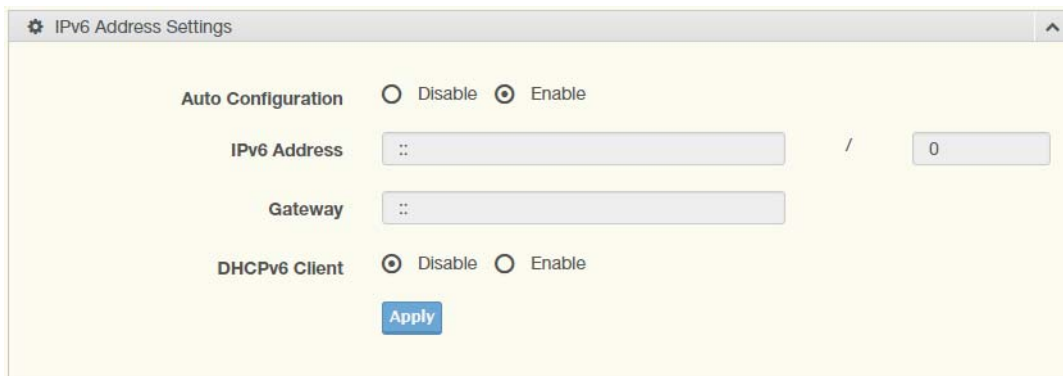 IPv6 Address Settings
Auto Configuration Disable Enable
IPv6 Address :: / 0
Gateway ::
DHCPv6 Client Disable Enable
Apply